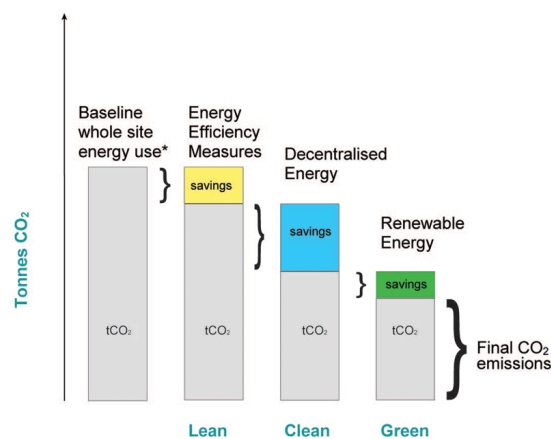 Baseline
whole site
energy use*
Energy
Efficiency
Measures
Decentralised
Energy
Renewable
Energy
savings
savings
savings
tCO₂
tCO₂
tCO₂
tCO₂
Final CO₂
emissions
Tonnes CO₂
Lean
Clean
Green